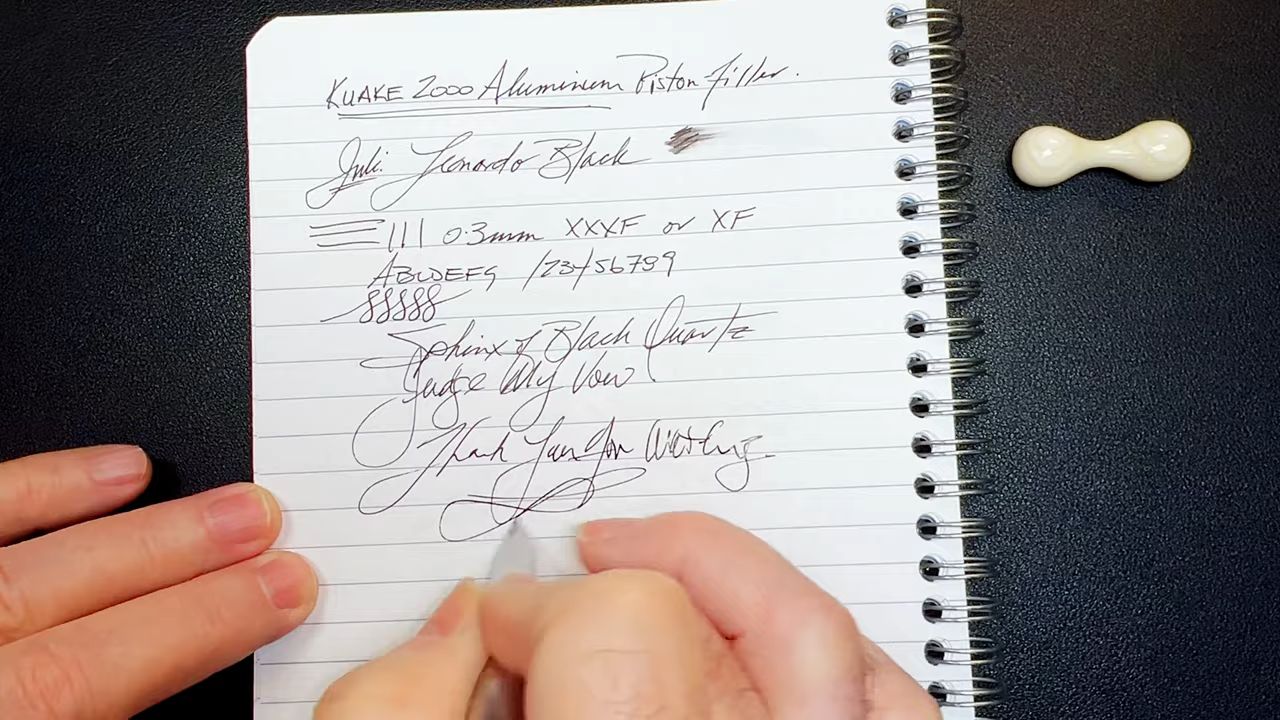 KUAKE 2000 Aluminium Piston filler.
Juli. Leonardo Black
0.3mm XXXF or XF
ABCDEFG 123456789
88888
Sphinx of Black Quartz
Judge My Vow
Thank You for Watching.